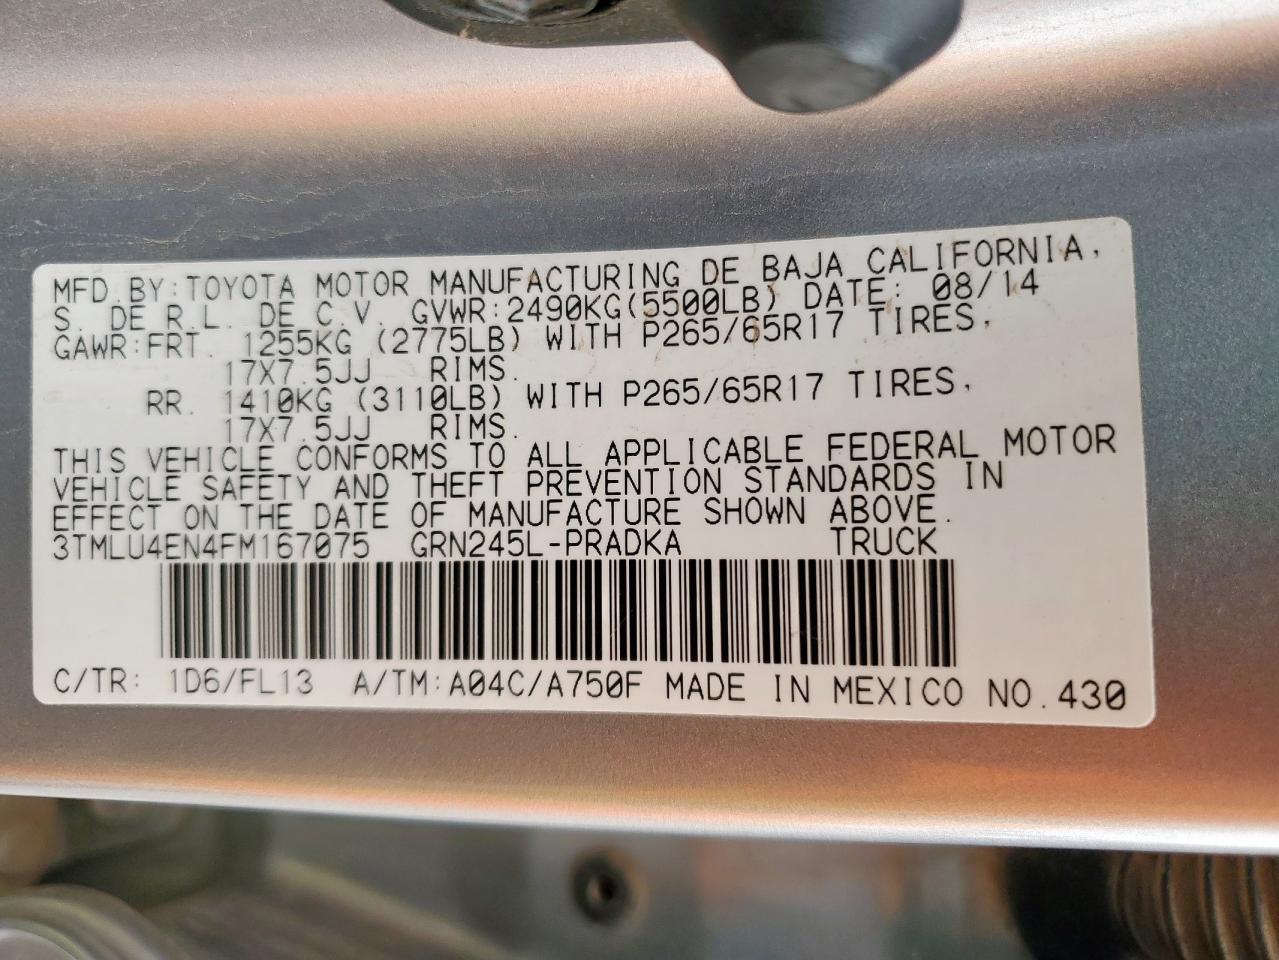 MFD.BY:TOYOTA MOTOR MANUFACTURING DE BAJA CALIFORNIA,
S. DE R.L. DE C.V. GVWR:2490KG(5500LB) DATE: 08/14
GAWR:FRT. 1255KG (2775LB) WITH P265/65R17 TIRES,
17X7.5JJ RIMS.
RR. 1410KG (3110LB) WITH P265/65R17 TIRES,
17X7.5JJ RIMS.
THIS VEHICLE CONFORMS TO ALL APPLICABLE FEDERAL MOTOR
VEHICLE SAFETY AND THEFT PREVENTION STANDARDS IN
EFFECT ON THE DATE OF MANUFACTURE SHOWN ABOVE.
3TMLU4EN4FM167075 GRN245L-PRADKA TRUCK
C/TR: 1D6/FL13 A/TM:A04C/A750F MADE IN MEXICO NO.430